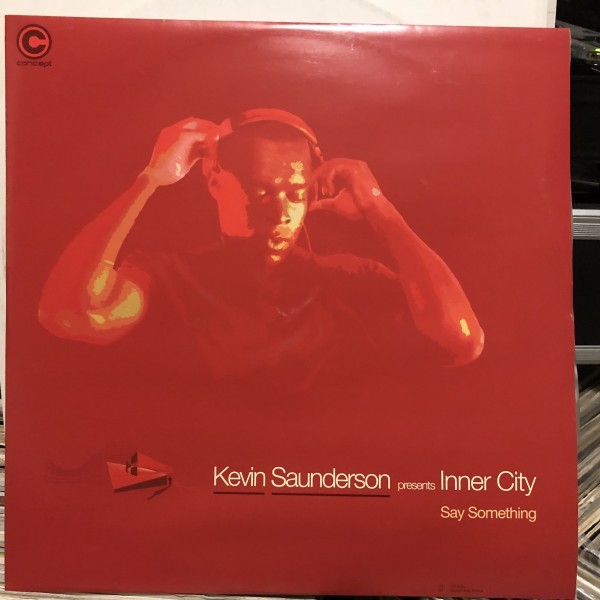 C
concept
Kevin Saunderson presents Inner City
Say Something